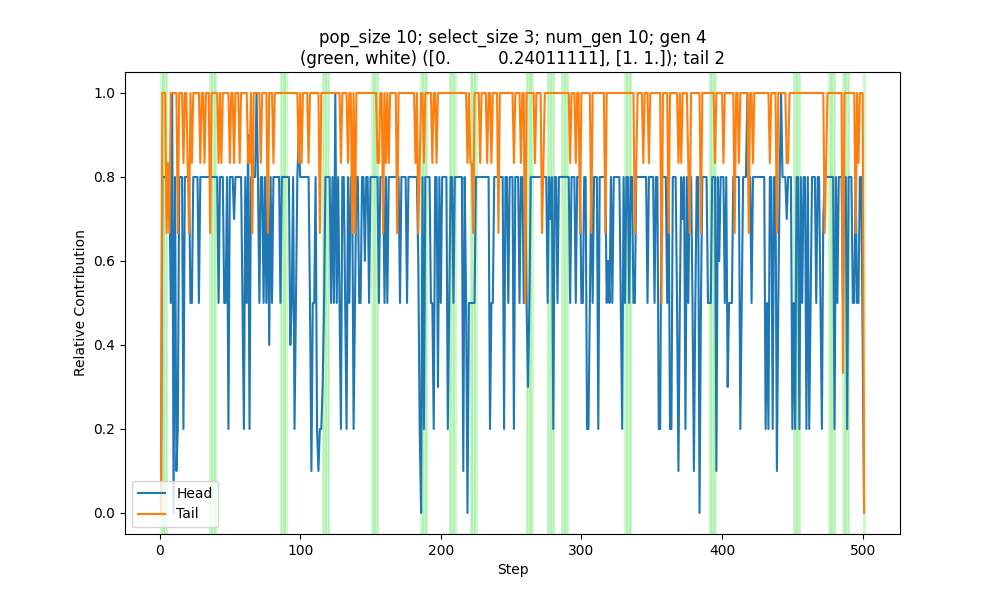 pop_size 10; select_size 3; num_gen 10; gen 4
(green, white) ([0.         0.24011111], [1. 1.]); tail 2
1.0
0.8
0.6
0.4
0.2
0.0
Relative Contribution
Head
Tail
0 100 200 300 400 500
Step